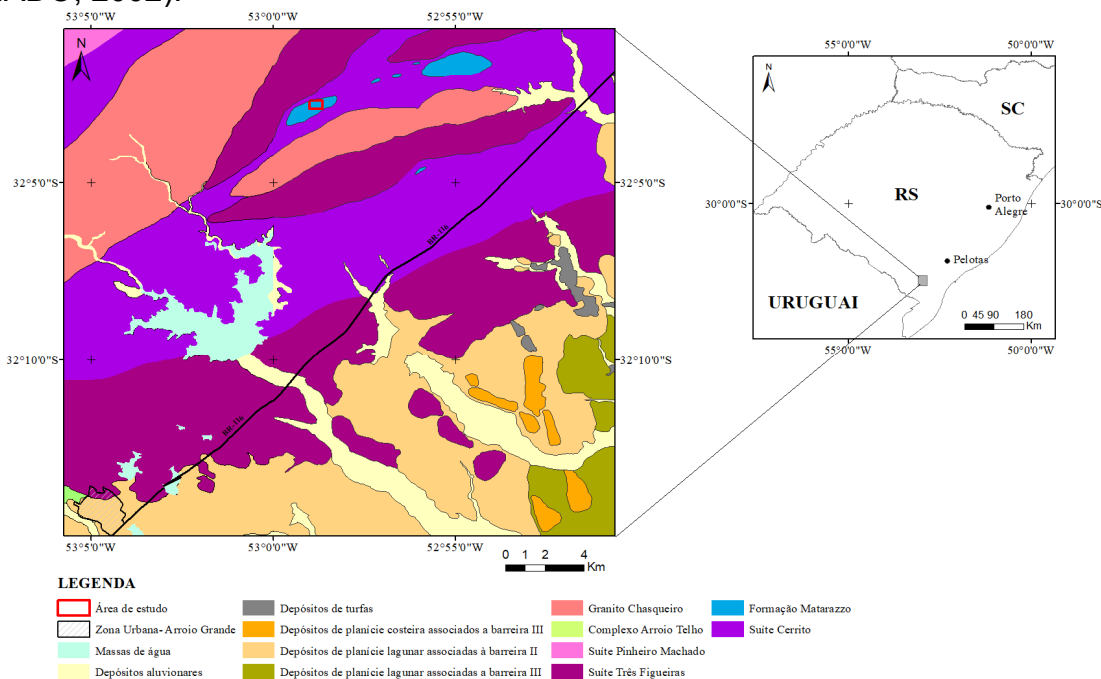 53°5'0"W 53°0'0"W 52°55'0"W
N
32°5'0"S 32°5'0"S
BR-116
32°10'0"S 32°10'0"S
BR-116
53°5'0"W 53°0'0"W 52°55'0"W
0 1 2 4
Km
55°0'0"W 50°0'0"W
N
SC
RS
30°0'0"S 30°0'0"S
Porto
Alegre
Pelotas
URUGUAI
0 45 90 180
Km
55°0'0"W 50°0'0"W
LEGENDA
Área de estudo
Zona Urbana- Arroio Grande
Massas de água
Depósitos aluvionares
Depósitos de turfas
Depósitos de planície costeira associados a barreira III
Depósitos de planície lagunar associadas à barreira II
Depósitos de planície lagunar associados a barreira III
Granito Chasqueiro
Complexo Arroio Telho
Suíte Pinheiro Machado
Suíte Três Figueiras
Formação Matarazzo
Suíte Cerrito